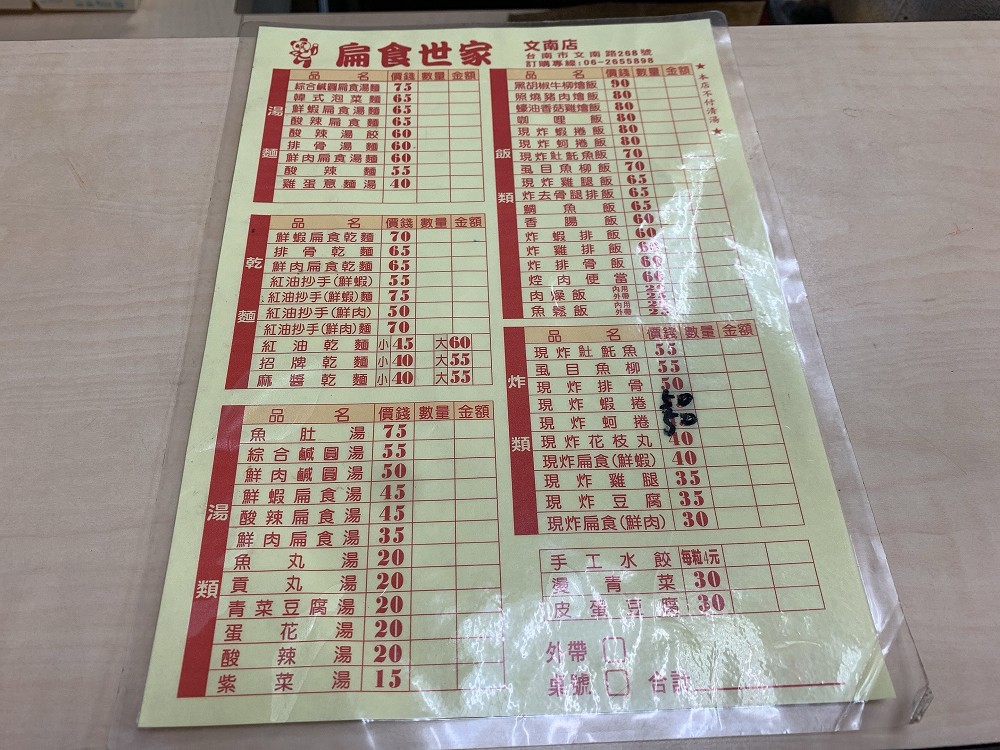 扁食世家
文南店
台南市文南路268號
訂購專線:06-2655898
★本店不付清湯★
湯麵
品名 價錢 數量 金額
綜合鹹圓扁食湯麵 75
韓式泡菜麵 65
鮮蝦扁食湯麵 65
酸辣扁食麵 65
酸辣湯餃 60
排骨湯麵 60
鮮肉扁食湯麵 60
酸辣麵 55
雞蛋意麵湯 40
乾麵
品名 價錢 數量 金額
鮮蝦扁食乾麵 70
排骨乾麵 65
鮮肉扁食乾麵 65
紅油抄手(鮮蝦) 55
紅油抄手(鮮蝦)麵 75
紅油抄手(鮮肉) 50
紅油抄手(鮮肉)麵 70
紅油乾麵 小45 大60
招牌乾麵 小40 大55
麻醬乾麵 小40 大55
湯類
品名 價錢 數量 金額
魚肚湯 75
綜合鹹圓湯 55
鮮肉鹹圓湯 50
鮮蝦扁食湯 45
酸辣扁食湯 45
鮮肉扁食湯 35
魚丸湯 20
貢丸湯 20
青菜豆腐湯 20
蛋花湯 20
酸辣湯 20
紫菜湯 15
飯類
品名 價錢 數量 金額
黑胡椒牛柳燴飯 90
照燒豬肉燴飯 80
蠔油香菇雞燴飯 80
咖哩飯 80
現炸蝦捲飯 80
現炸蚵捲飯 80
現炸𩵚魠魚飯 70
虱目魚柳飯 70
現炸雞腿飯 65
炸去骨腿排飯 65
鯛魚飯 65
香腸飯 60
炸蝦排飯 60
炸雞排飯 60
炸排骨飯 60
焢肉便當 60
肉燥飯 內用 外帶 25
魚鬆飯 內用 外帶 25
炸類
品名 價錢 數量 金額
現炸𩵚魠魚 55
虱目魚柳 55
現炸排骨 50
現炸蝦捲 50
現炸蚵捲 50
現炸花枝丸 40
現炸扁食(鮮蝦) 40
現炸雞腿 35
現炸豆腐 35
現炸扁食(鮮肉) 30
手工水餃 每粒4元
燙青菜 30
皮蛋豆腐 30
外帶
桌號 合計